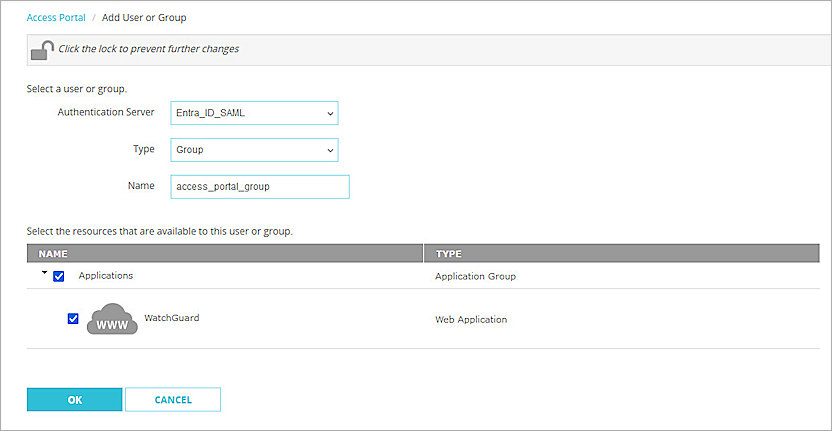 Access Portal / Add User or Group
Click the lock to prevent further changes
Select a user or group.
Authentication Server Entra_ID_SAML
Type Group
Name access_portal_group
Select the resources that are available to this user or group.
NAME TYPE
Applications Application Group
WWW WatchGuard Web Application
OK CANCEL